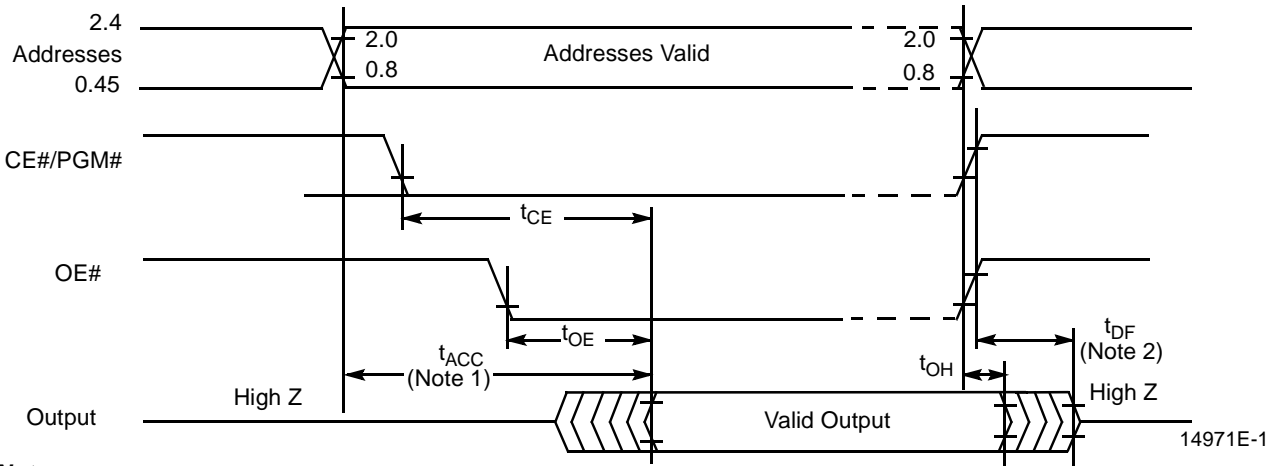 2.4
Addresses
0.45
2.0
0.8
Addresses Valid
2.0
0.8
CE#/PGM#
tCE
OE#
tOE
tACC
(Note 1)
tDF
(Note 2)
tOH
High Z
High Z
Output
Valid Output
14971E-1